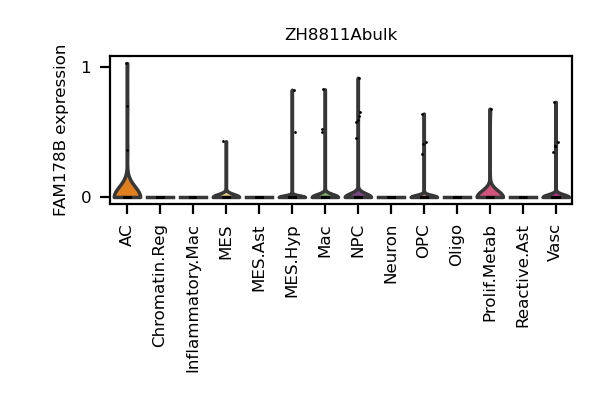 ZH8811Abulk
FAM178B expression
1
0
AC
Chromatin.Reg
Inflammatory.Mac
MES
MES.Ast
MES.Hyp
Mac
NPC
Neuron
OPC
Oligo
Prolif.Metab
Reactive.Ast
Vasc